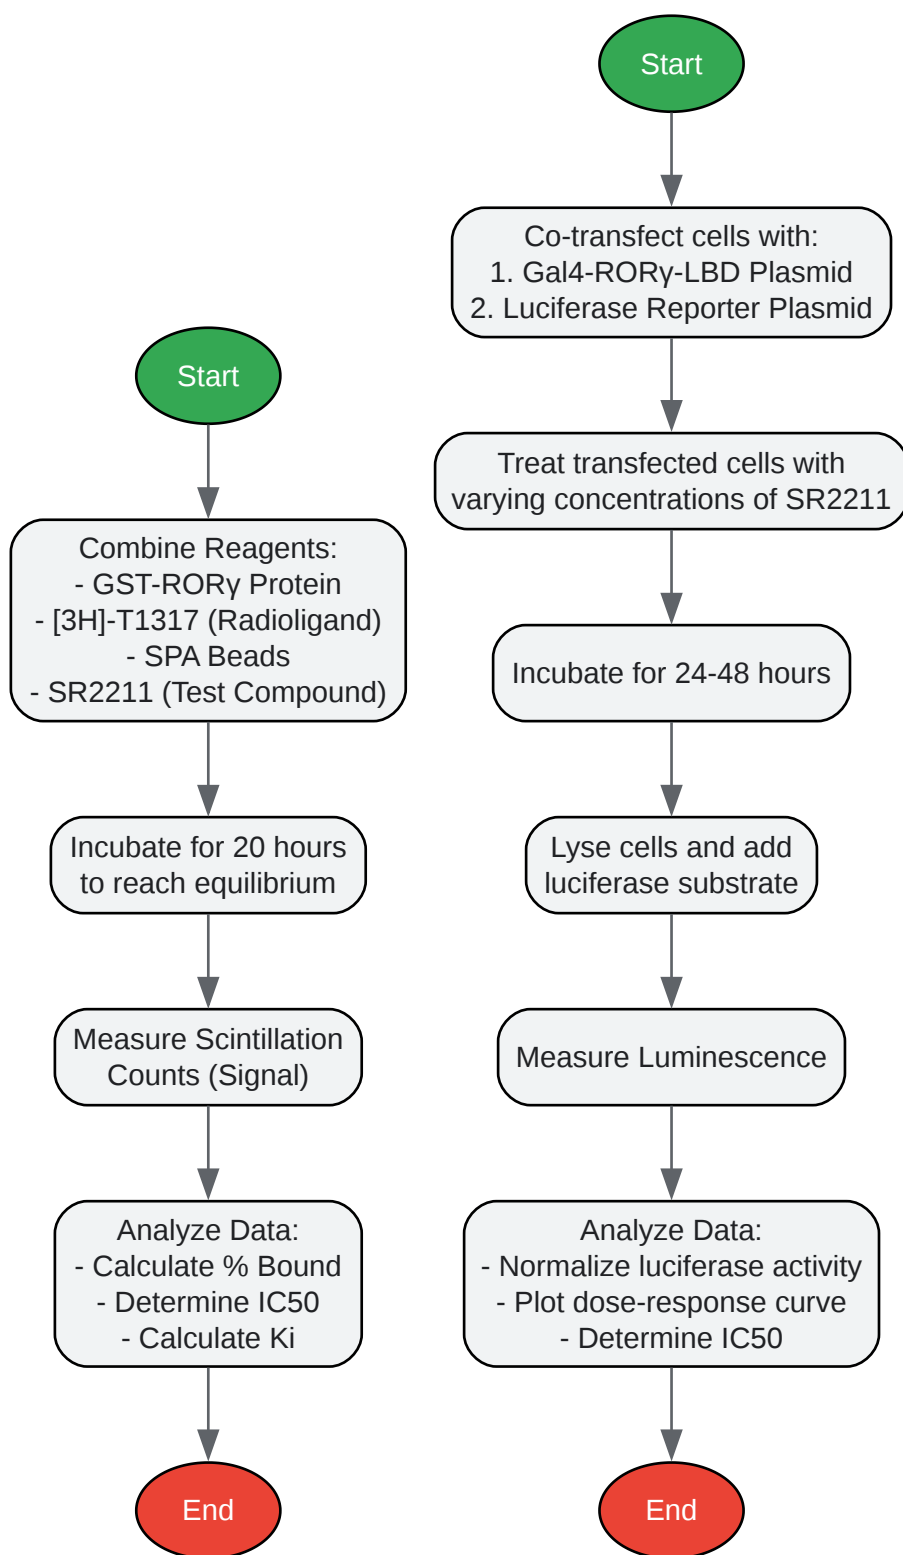 Start
Combine Reagents:
- GST-RORγ Protein
- [3H]-T1317 (Radioligand)
- SPA Beads
- SR2211 (Test Compound)
Incubate for 20 hours
to reach equilibrium
Measure Scintillation
Counts (Signal)
Analyze Data:
- Calculate % Bound
- Determine IC50
- Calculate Ki
End
Start
Co-transfect cells with:
1. Gal4-RORγ-LBD Plasmid
2. Luciferase Reporter Plasmid
Treat transfected cells with
varying concentrations of SR2211
Incubate for 24-48 hours
Lyse cells and add
luciferase substrate
Measure Luminescence
Analyze Data:
- Normalize luciferase activity
- Plot dose-response curve
- Determine IC50
End